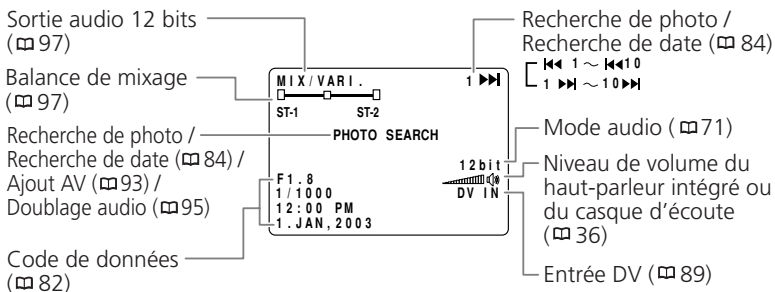 Sortie audio 12 bits
(📖97)
Balance de mixage
(📖97)
Recherche de photo /
Recherche de date (📖84) /
Ajout AV (📖93) /
Doublage audio (📖95)
Code de données
(📖82)
MIX/VARI.
1 ▶▶|
ST-1 ST-2
PHOTO SEARCH
12bit
F1.8
1/1000
DV IN
12:00 PM
1.JAN,2003
Recherche de photo /
Recherche de date (📖84)
|◀◀ 1 ~ |◀◀10
1 ▶▶| ~10▶▶|
Mode audio (📖71)
Niveau de volume du
haut-parleur intégré ou
du casque d'écoute
(📖36)
Entrée DV (📖89)